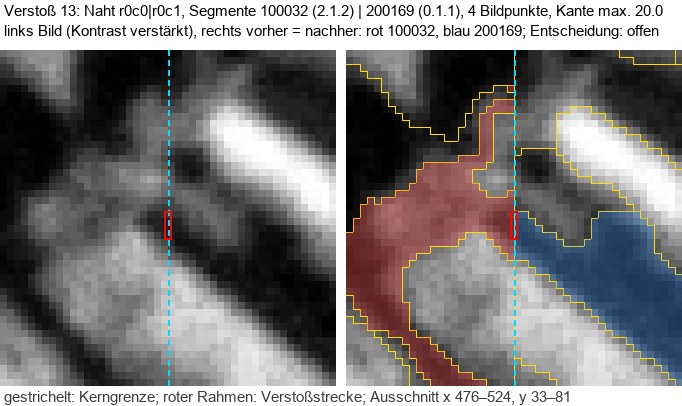 Verstoß 13: Naht r0c0|r0c1, Segmente 100032 (2.1.2) | 200169 (0.1.1), 4 Bildpunkte, Kante max. 20.0
links Bild (Kontrast verstärkt), rechts vorher = nachher: rot 100032, blau 200169; Entscheidung: offen
gestrichelt: Kerngrenze; roter Rahmen: Verstoßstrecke; Ausschnitt x 476–524, y 33–81